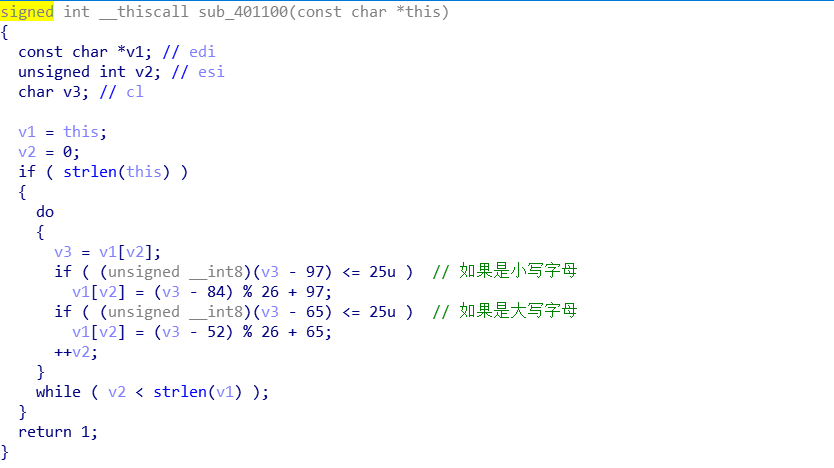 signed int __thiscall sub_401100(const char *this)
{
  const char *v1; // edi
  unsigned int v2; // esi
  char v3; // cl

  v1 = this;
  v2 = 0;
  if ( strlen(this) )
  {
    do
    {
      v3 = v1[v2];
      if ( (unsigned __int8)(v3 - 97) <= 25u )  // 如果是小写字母
        v1[v2] = (v3 - 84) % 26 + 97;
      if ( (unsigned __int8)(v3 - 65) <= 25u )  // 如果是大写字母
        v1[v2] = (v3 - 52) % 26 + 65;
      ++v2;
    }
    while ( v2 < strlen(v1) );
  }
  return 1;
}